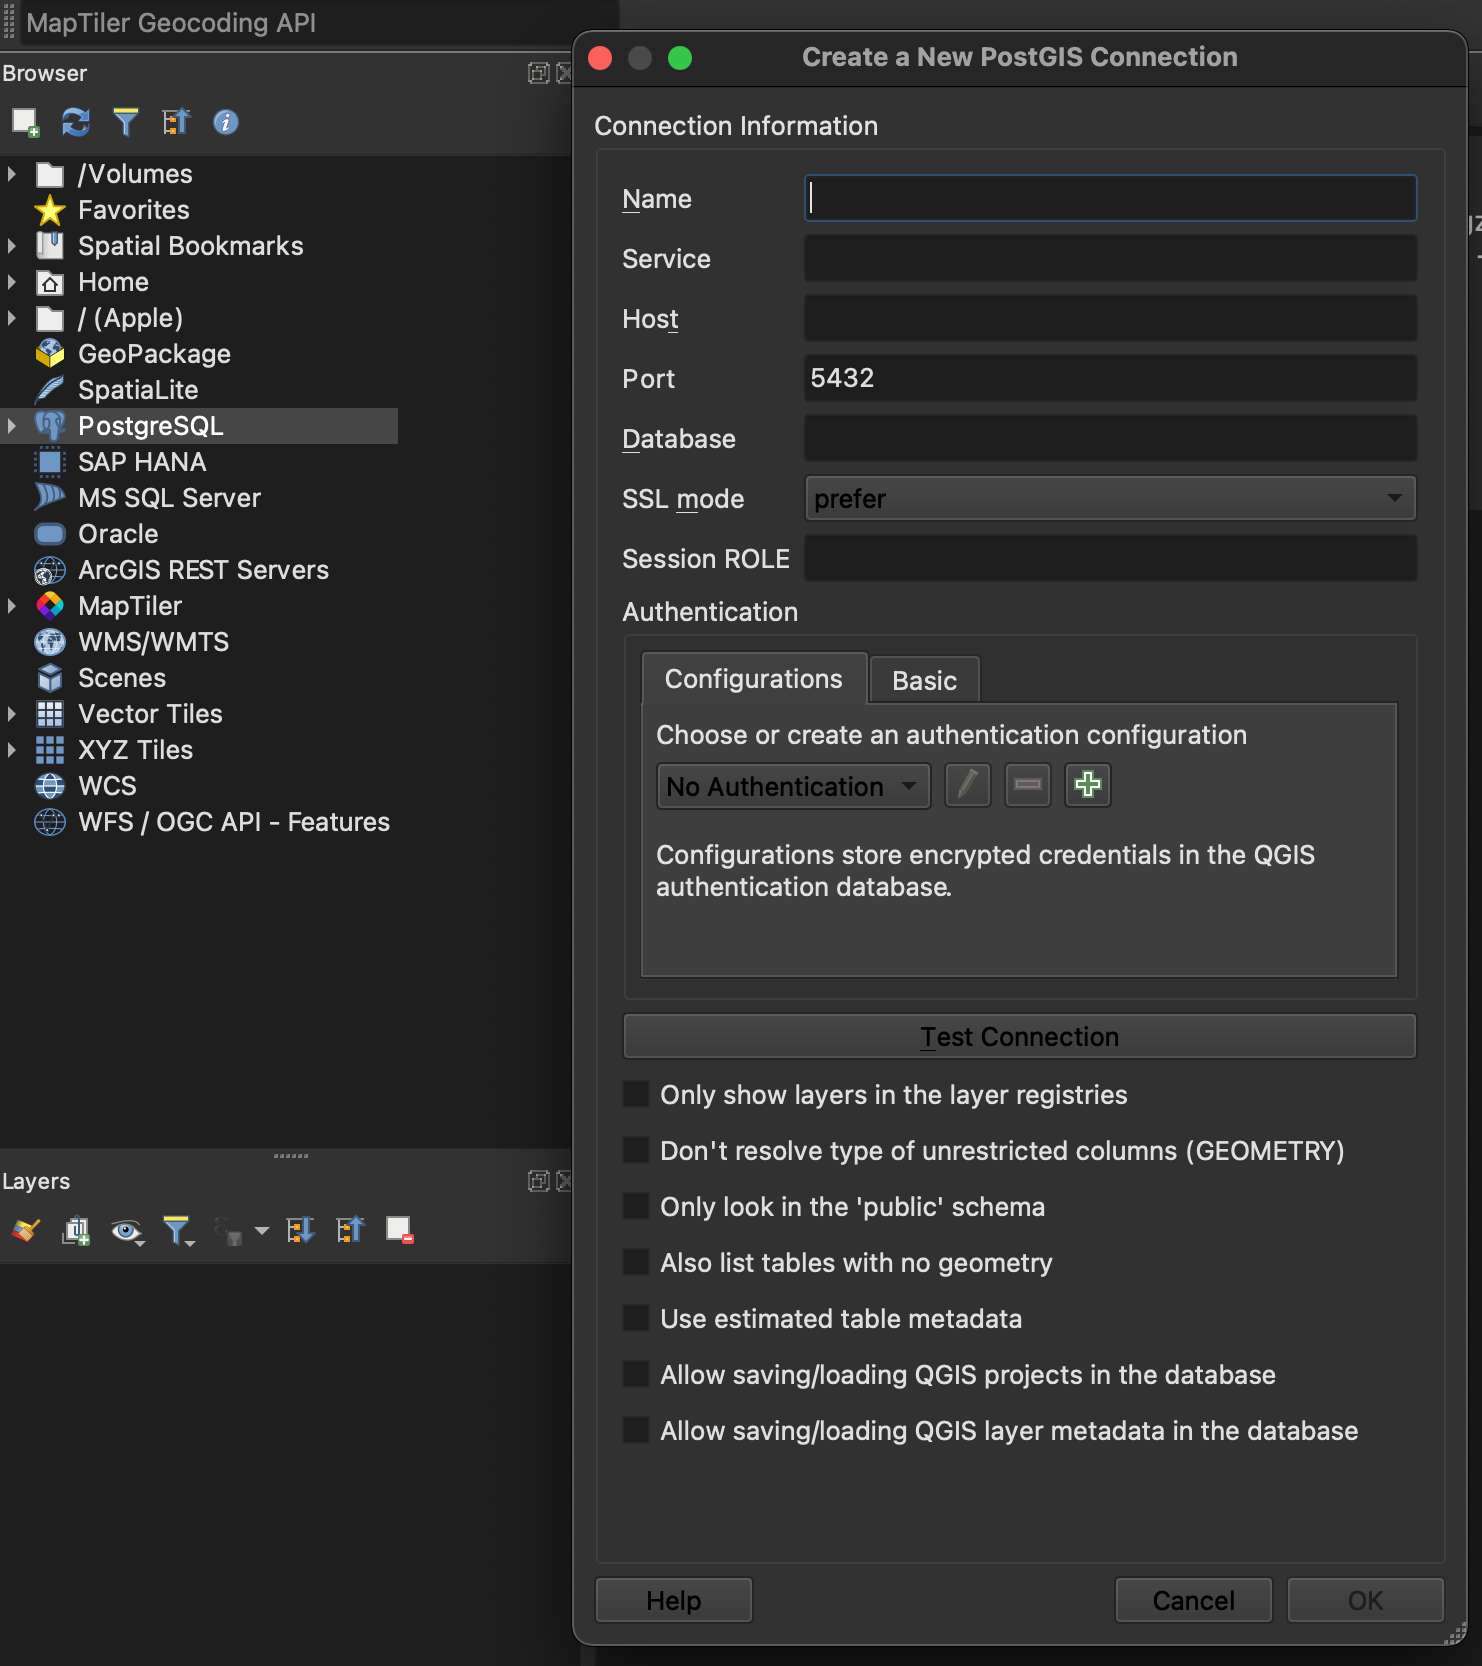 MapTiler Geocoding API
Browser
/Volumes
Favorites
Spatial Bookmarks
Home
/ (Apple)
GeoPackage
SpatiaLite
PostgreSQL
SAP HANA
MS SQL Server
Oracle
ArcGIS REST Servers
MapTiler
WMS/WMTS
Scenes
Vector Tiles
XYZ Tiles
WCS
WFS / OGC API - Features
Layers
Create a New PostGIS Connection
Connection Information
Name
Service
Host
Port 5432
Database
SSL mode prefer
Session ROLE
Authentication
Configurations Basic
Choose or create an authentication configuration
No Authentication
Configurations store encrypted credentials in the QGIS
authentication database.
Test Connection
Only show layers in the layer registries
Don't resolve type of unrestricted columns (GEOMETRY)
Only look in the 'public' schema
Also list tables with no geometry
Use estimated table metadata
Allow saving/loading QGIS projects in the database
Allow saving/loading QGIS layer metadata in the database
Help Cancel OK